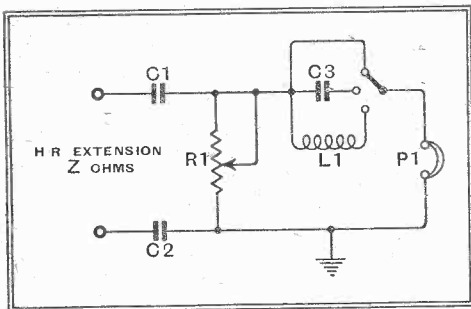 C1
C3
H R EXTENSION
Z OHMS
R1
L1
P1
C2